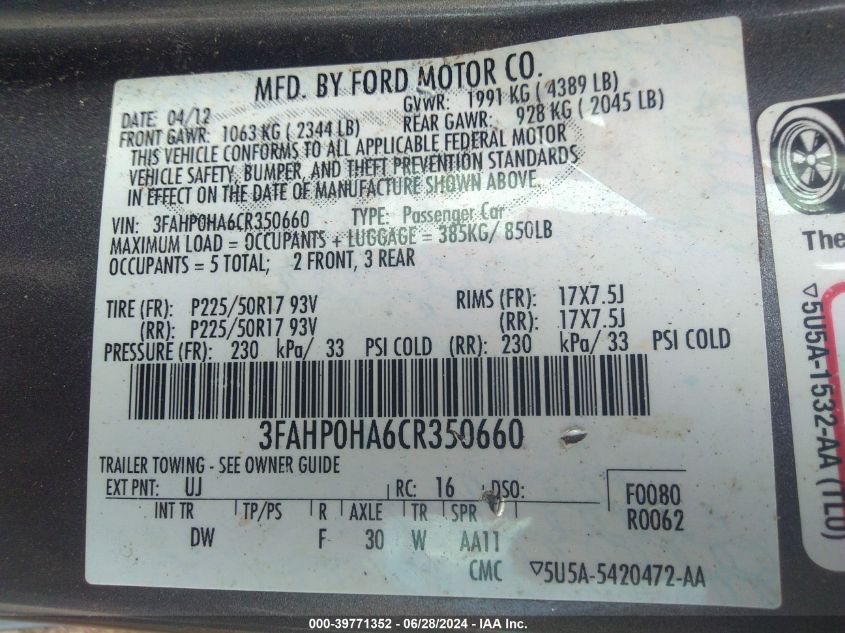 MFD. BY FORD MOTOR CO.
DATE: 04/12
GVWR: 1991 KG ( 4389 LB)
FRONT GAWR: 1063 KG ( 2344 LB)
REAR GAWR: 928 KG ( 2045 LB)
THIS VEHICLE CONFORMS TO ALL APPLICABLE FEDERAL MOTOR
VEHICLE SAFETY, BUMPER, AND THEFT PREVENTION STANDARDS
IN EFFECT ON THE DATE OF MANUFACTURE SHOWN ABOVE.
VIN: 3FAHP0HA6CR350660 TYPE: Passenger Car
MAXIMUM LOAD = OCCUPANTS + LUGGAGE = 385KG/ 850LB
OCCUPANTS = 5 TOTAL; 2 FRONT, 3 REAR
TIRE (FR): P225/50R17 93V RIMS (FR): 17X7.5J
(RR): P225/50R17 93V (RR): 17X7.5J
PRESSURE (FR): 230 kPa/ 33 PSI COLD (RR): 230 kPa/ 33 PSI COLD
3FAHP0HA6CR350660
TRAILER TOWING - SEE OWNER GUIDE
EXT PNT: UJ RC: 16 DSO: F0080
INT TR TP/PS R AXLE TR SPR R0062
DW F 30 W AA11
CMC ▽5U5A-5420472-AA
The
▽5U5A-1532-AA (TLU)
000-39771352 - 06/28/2024 - IAA Inc.